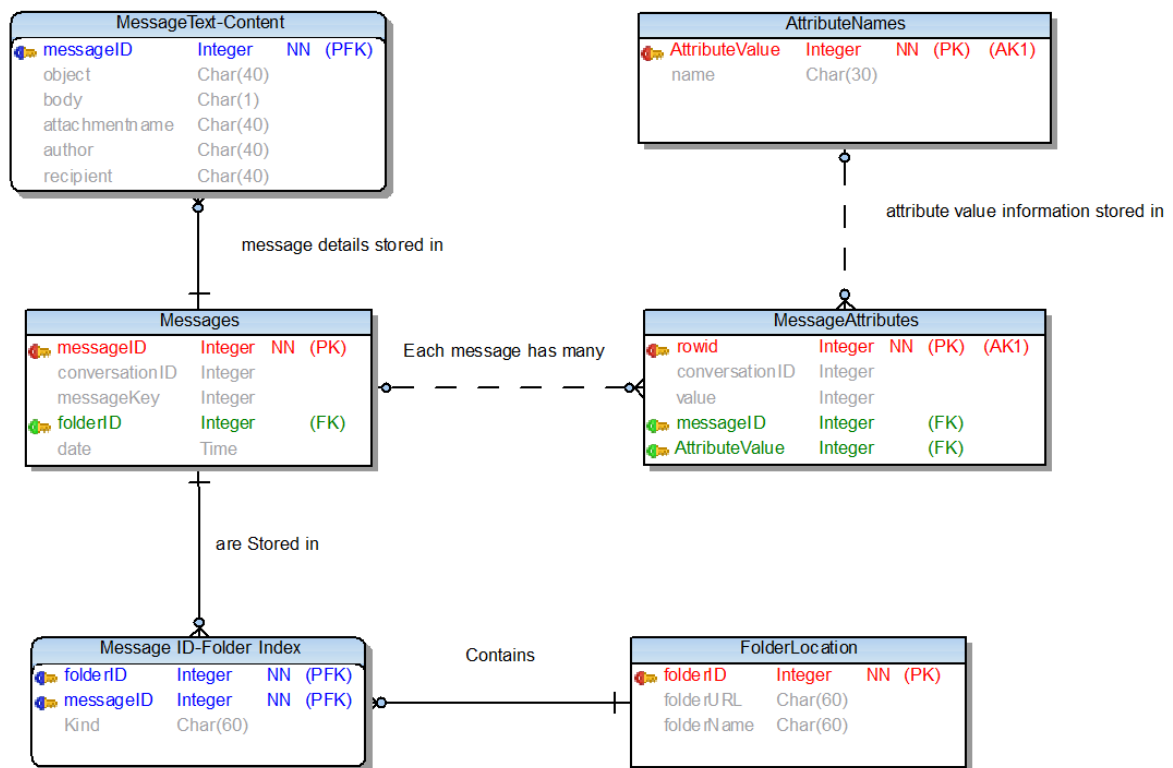 MessageText-Content
messageID Integer NN (PFK)
object Char(40)
body Char(1)
attachmentname Char(40)
author Char(40)
recipient Char(40)
AttributeNames
AttributeValue Integer NN (PK) (AK1)
name Char(30)
message details stored in
attribute value information stored in
Messages
messageID Integer NN (PK)
conversationID Integer
messageKey Integer
folderID Integer (FK)
date Time
Each message has many
MessageAttributes
rowid Integer NN (PK) (AK1)
conversationID Integer
value Integer
messageID Integer (FK)
AttributeValue Integer (FK)
are Stored in
Message ID-Folder Index
folderID Integer NN (PFK)
messageID Integer NN (PFK)
Kind Char(60)
Contains
FolderLocation
folderID Integer NN (PK)
folderURL Char(60)
folderName Char(60)